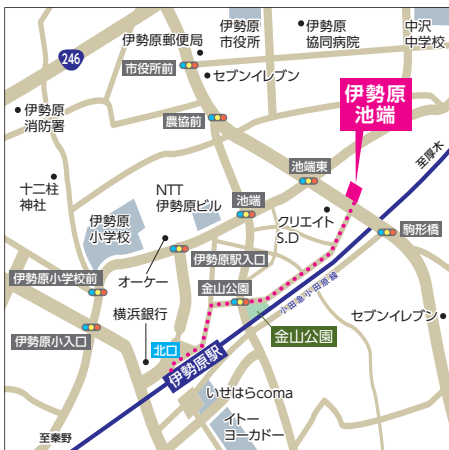 伊勢原
市役所
伊勢原
協同病院
中沢
中学校
伊勢原郵便局
246
市役所前
セブンイレブン
伊勢原
池端
伊勢原
消防署
農協前
至厚木
池端東
十二柱
神社
NTT
伊勢原ビル
池端
クリエイト
S.D
駒形橋
伊勢原
小学校
伊勢原駅入口
小田急小田原線
伊勢原小学校前
オーケー
金山公園
横浜銀行
セブンイレブン
伊勢原小入口
北口
金山公園
伊勢原駅
いせはらcoma
イトー
ヨーカドー
至秦野